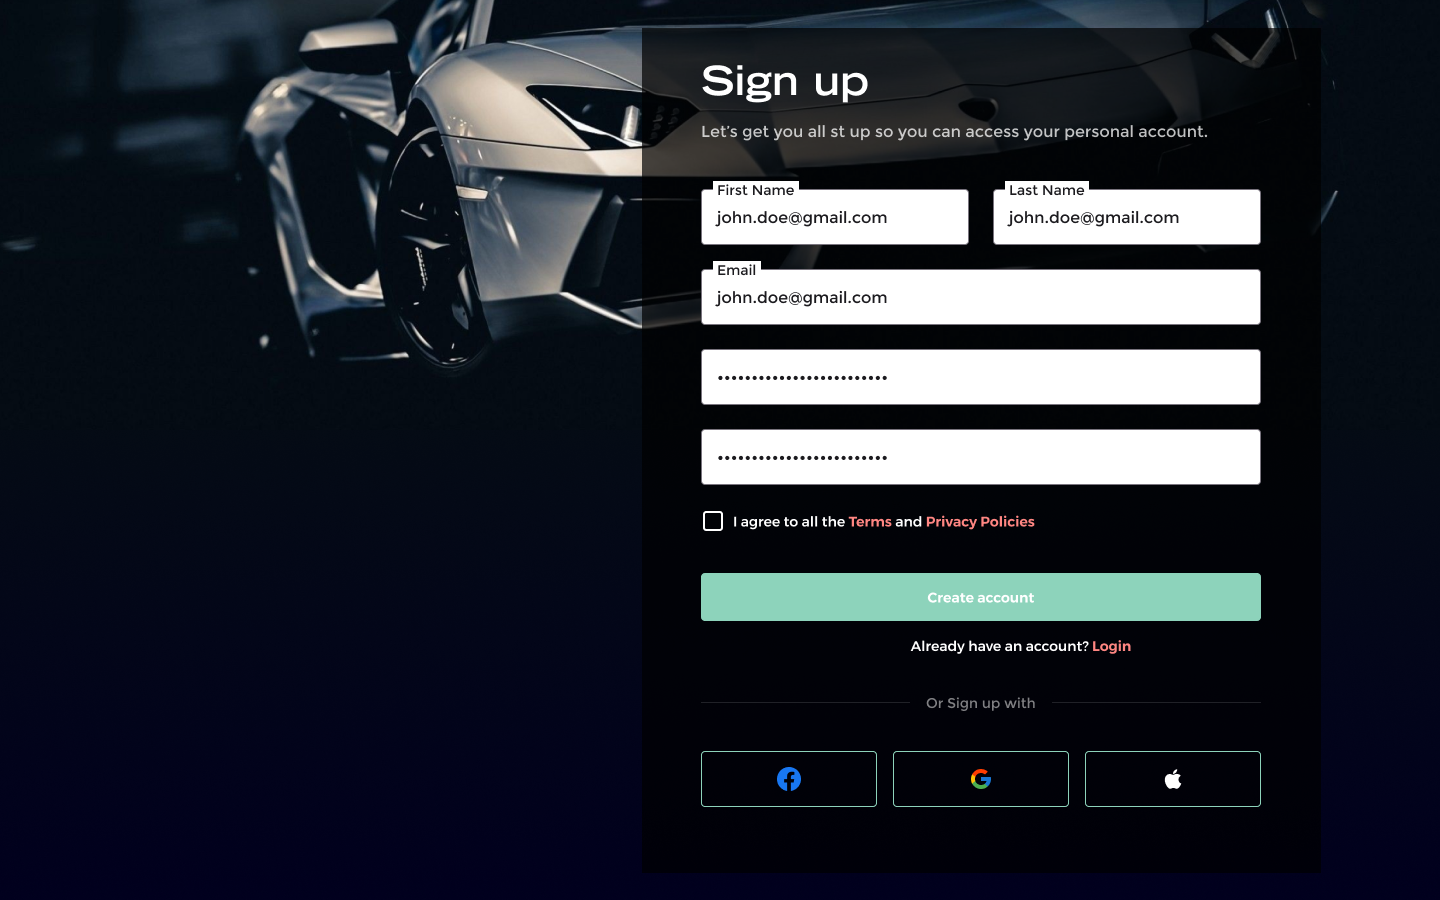 Sign up
Let's get you all st up so you can access your personal account.
First Name
john.doe@gmail.com
Last Name
john.doe@gmail.com
Email
john.doe@gmail.com
•••••••••••••••••••••••••
•••••••••••••••••••••••••
I agree to all the Terms and Privacy Policies
Create account
Already have an account? Login
Or Sign up with